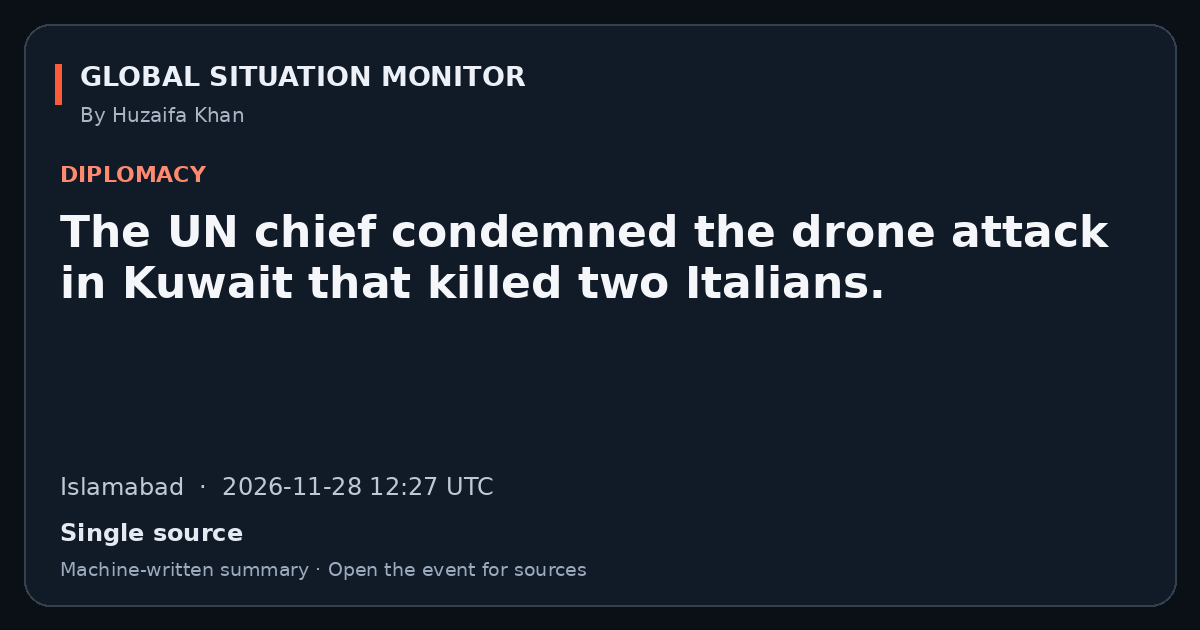 GLOBAL SITUATION MONITOR
By Huzaifa Khan
DIPLOMACY
The UN chief condemned the drone attack
in Kuwait that killed two Italians.
Islamabad · 2026-11-28 12:27 UTC
Single source
Machine-written summary · Open the event for sources